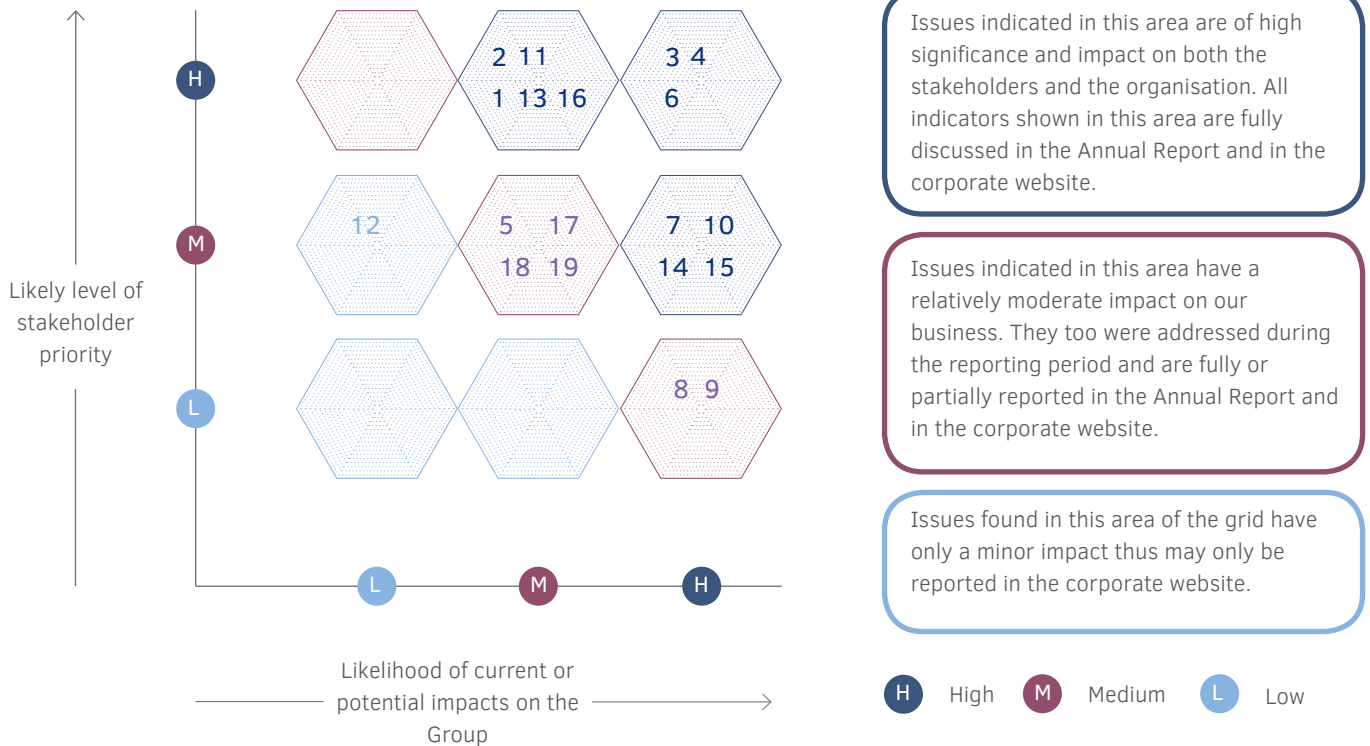 H
2 11
1 13 16
3 4
6
M
12
5 17
18 19
7 10
14 15
Likely level of
stakeholder
priority
L
8 9
L
M
H
Likelihood of current or
potential impacts on the
Group
Issues indicated in this area are of high
significance and impact on both the
stakeholders and the organisation. All
indicators shown in this area are fully
discussed in the Annual Report and in the
corporate website.
Issues indicated in this area have a
relatively moderate impact on our
business. They too were addressed during
the reporting period and are fully or
partially reported in the Annual Report and
in the corporate website.
Issues found in this area of the grid have
only a minor impact thus may only be
reported in the corporate website.
H High M Medium L Low